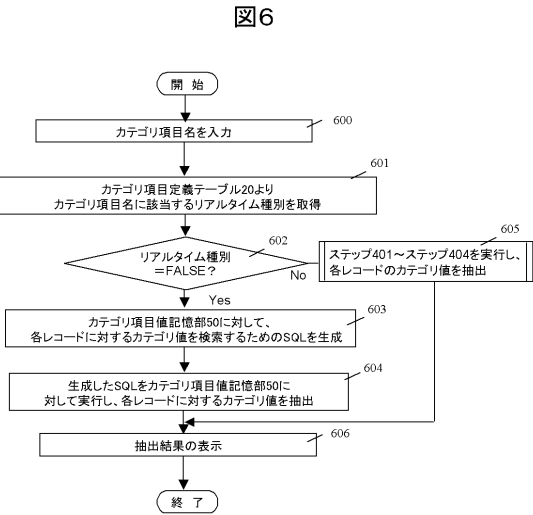 図6
開 始
カテゴリ項目名を入力
600
カテゴリ項目定義テーブル20より
カテゴリ項目名に該当するリアルタイム種別を取得
601
リアルタイム種別
=FALSE?
602
No
Yes
ステップ401~ステップ404を実行し、
各レコードのカテゴリ値を抽出
605
カテゴリ項目値記憶部50に対して、
各レコードに対するカテゴリ値を検索するためのSQLを生成
603
生成したSQLをカテゴリ項目値記憶部50に
対して実行し、各レコードに対するカテゴリ値を抽出
604
抽出結果の表示
606
終 了